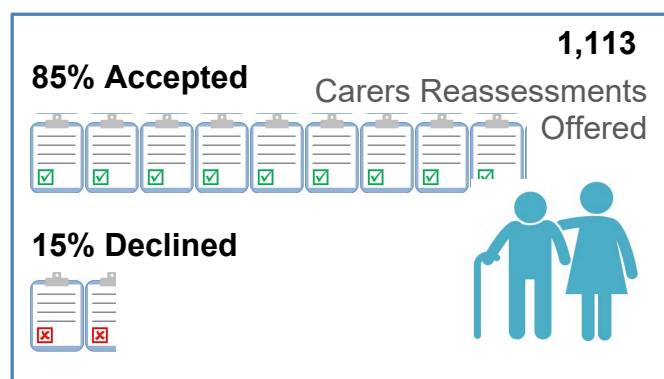 1,113
85% Accepted
Carers Reassessments
Offered
15% Declined